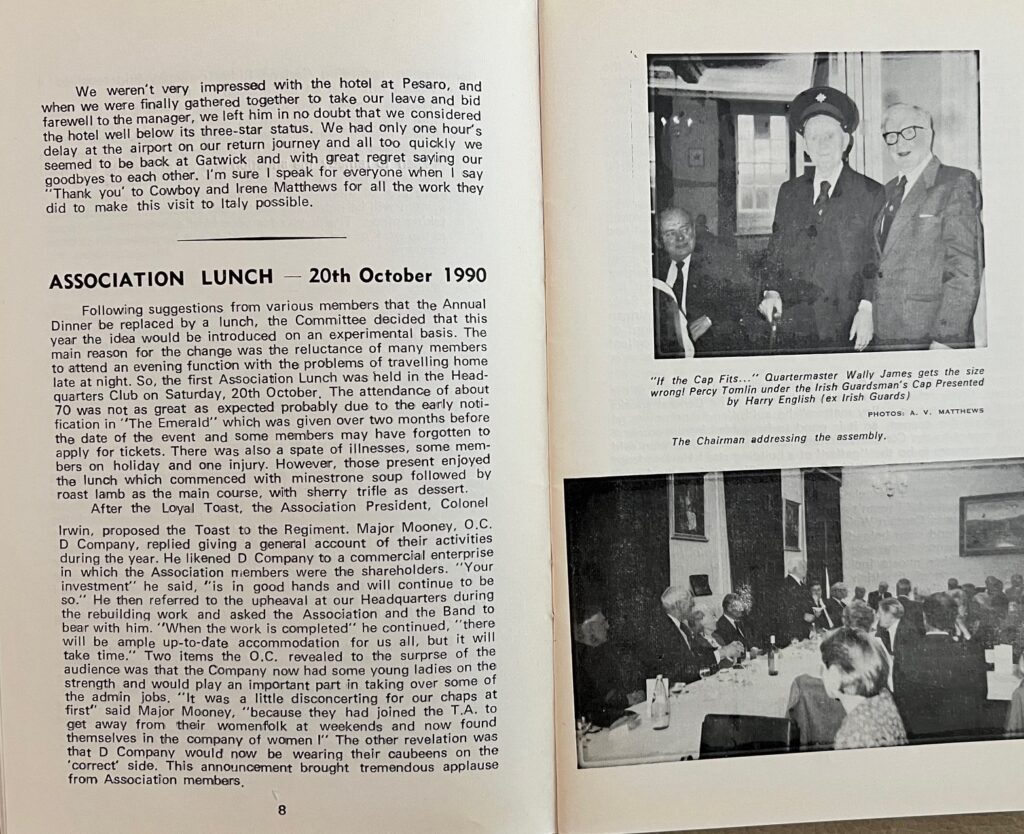 We weren't very impressed with the hotel at Pesaro, and
when we were finally gathered together to take our leave and bid
farewell to the manager, we left him in no doubt that we considered
the hotel well below its three-star status. We had only one hour's
delay at the airport on our return journey and all too quickly we
seemed to be back at Gatwick and with great regret saying our
goodbyes to each other. I'm sure I speak for everyone when I say
"Thank you' to Cowboy and Irene Matthews for all the work they
did to make this visit to Italy possible.
ASSOCIATION LUNCH — 20th October 1990
Following suggestions from various members that the Annual
Dinner be replaced by a lunch, the Committee decided that this
year the idea would be introduced on an experimental basis. The
main reason for the change was the reluctance of many members
to attend an evening function with the problems of travelling home
late at night. So, the first Association Lunch was held in the Head-
quarters Club on Saturday, 20th October. The attendance of about
70 was not as great as expected probably due to the early noti-
fication in "The Emerald" which was given over two months before
the date of the event and some members may have forgotten to
apply for tickets. There was also a spate of illnesses, some mem-
bers on holiday and one injury. However, those present enjoyed
the lunch which commenced with minestrone soup followed by
roast lamb as the main course, with sherry trifle as dessert.
After the Loyal Toast, the Association President, Colonel
Irwin, proposed the Toast to the Regiment. Major Mooney, O.C.
D Company, replied giving a general account of their activities
during the year. He likened D Company to a commercial enterprise
in which the Association members were the shareholders. "Your
investment" he said, "is in good hands and will continue to be
so." He then referred to the upheaval at our Headquarters during
the rebuilding work and asked the Association and the Band to
bear with him. "When the work is completed" he continued, "there
will be ample up-to-date accommodation for us all, but it will
take time." Two items the O.C. revealed to the surprse of the
audience was that the Company now had some young ladies on the
strength and would play an important part in taking over some of
the admin jobs. "It was a little disconcerting for our chaps at
first" said Major Mooney, "because they had joined the T.A. to
get away from their womenfolk at weekends and now found
themselves in the company of women !" The other revelation was
that D Company would now be wearing their caubeens on the
'correct' side. This announcement brought tremendous applause
from Association members.
8
"If the Cap Fits..." Quartermaster Wally James gets the size
wrong! Percy Tomlin under the Irish Guardsman's Cap Presented
by Harry English (ex Irish Guards)
PHOTOS: A. V. MATTHEWS
The Chairman addressing the assembly.